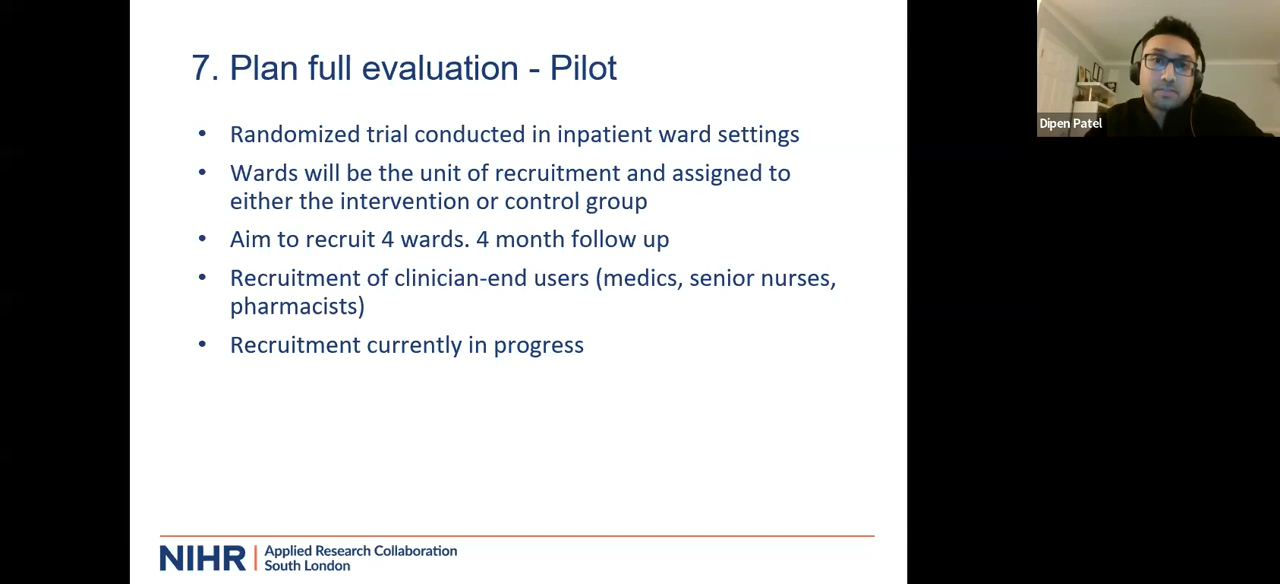 7. Plan full evaluation - Pilot
• Randomized trial conducted in inpatient ward settings
• Wards will be the unit of recruitment and assigned to
either the intervention or control group
• Aim to recruit 4 wards. 4 month follow up
• Recruitment of clinician-end users (medics, senior nurses,
pharmacists)
• Recruitment currently in progress
NIHR | Applied Research Collaboration
South London
Dipen Patel